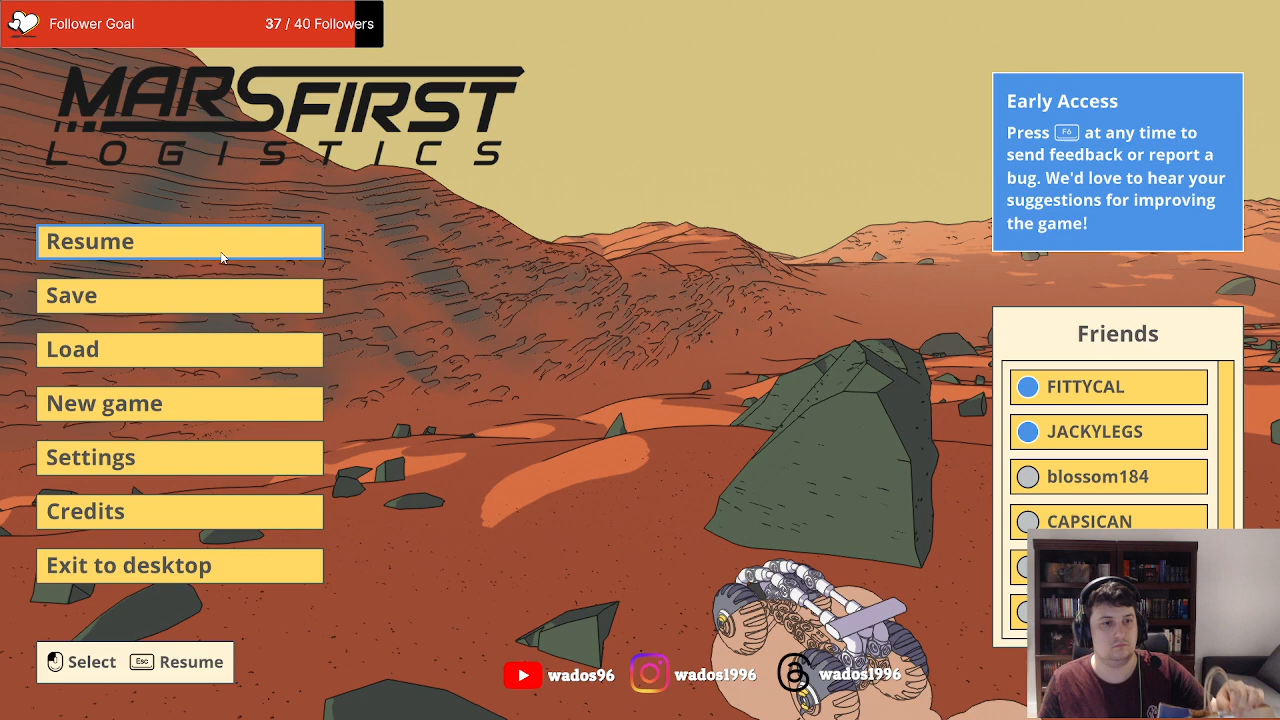 Follower Goal
37 / 40 Followers
MARS FIRST
LOGISTICS
Resume
Save
Load
New game
Settings
Credits
Exit to desktop
Select Esc Resume
Early Access
Press F6 at any time to
send feedback or report a
bug. We'd love to hear your
suggestions for improving
the game!
Friends
FITTYCAL
JACKYLEGS
blossom184
CAPSICAN
wados96
wados1996
wados1996